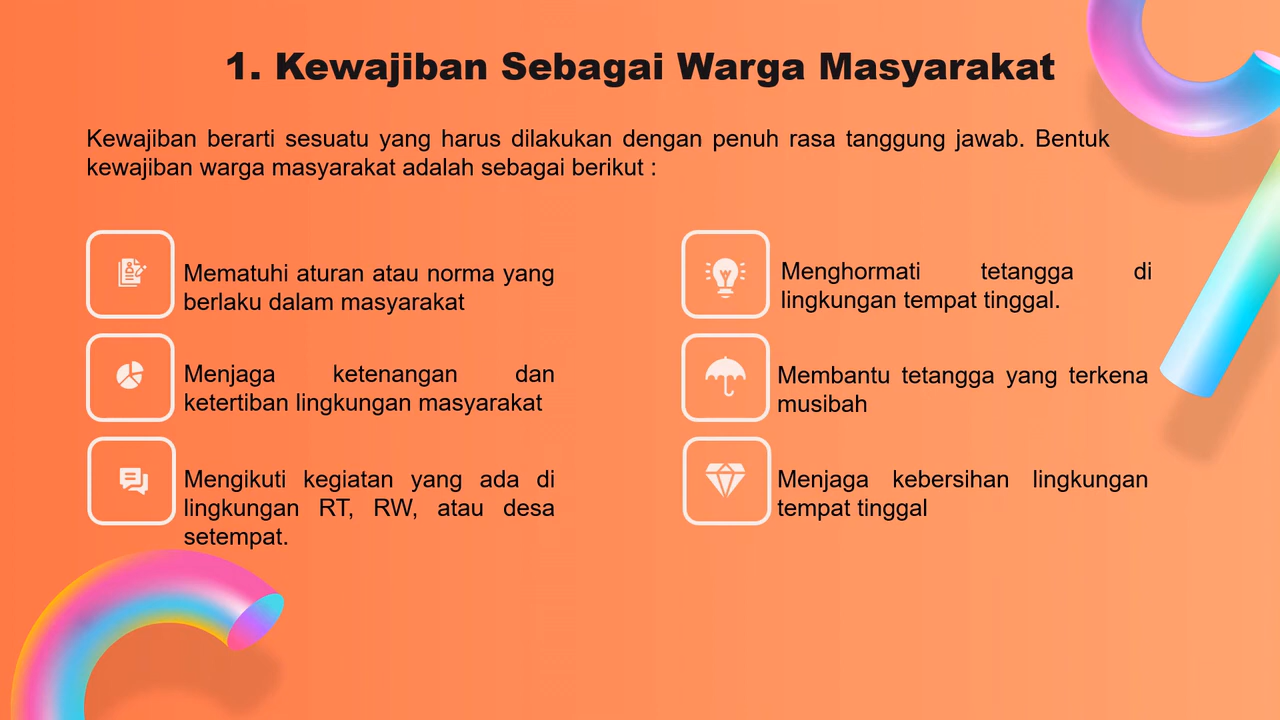 1. Kewajiban Sebagai Warga Masyarakat
Kewajiban berarti sesuatu yang harus dilakukan dengan penuh rasa tanggung jawab. Bentuk
kewajiban warga masyarakat adalah sebagai berikut :
Mematuhi aturan atau norma yang
berlaku dalam masyarakat
Menjaga ketenangan dan
ketertiban lingkungan masyarakat
Mengikuti kegiatan yang ada di
lingkungan RT, RW, atau desa
setempat.
Menghormati tetangga di
lingkungan tempat tinggal.
Membantu tetangga yang terkena
musibah
Menjaga kebersihan lingkungan
tempat tinggal